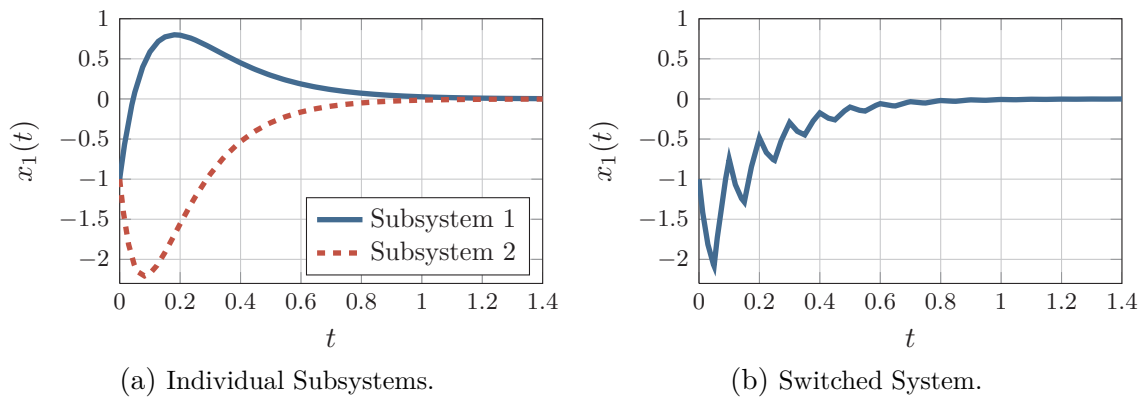 1
0.5
0
−0.5
−1
−1.5
−2
x₁(t)
0 0.2 0.4 0.6 0.8 1 1.2 1.4
t
Subsystem 1
Subsystem 2
(a) Individual Subsystems.
1
0.5
0
−0.5
−1
−1.5
−2
x₁(t)
0 0.2 0.4 0.6 0.8 1 1.2 1.4
t
(b) Switched System.